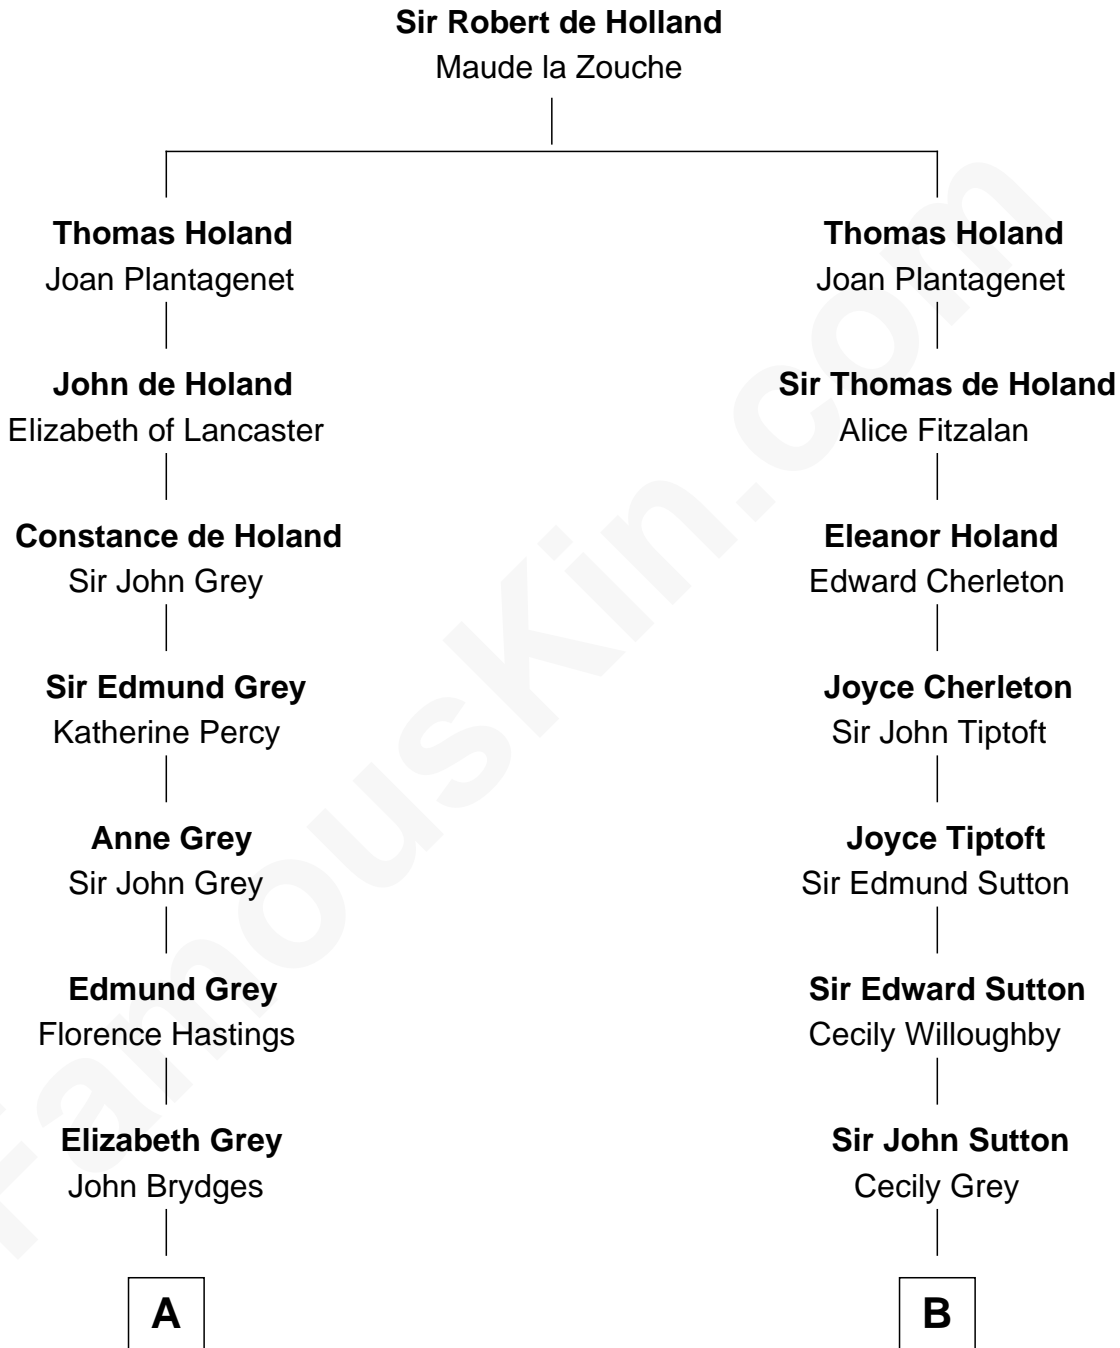 Sir Robert de Holland
Maude la Zouche
Thomas Holand
Joan Plantagenet
Thomas Holand
Joan Plantagenet
John de Holand
Elizabeth of Lancaster
Sir Thomas de Holand
Alice Fitzalan
Constance de Holand
Sir John Grey
Eleanor Holand
Edward Cherleton
Sir Edmund Grey
Katherine Percy
Joyce Cherleton
Sir John Tiptoft
Anne Grey
Sir John Grey
Joyce Tiptoft
Sir Edmund Sutton
Edmund Grey
Florence Hastings
Sir Edward Sutton
Cecily Willoughby
Elizabeth Grey
John Brydges
Sir John Sutton
Cecily Grey
A
B
FamousKin.com